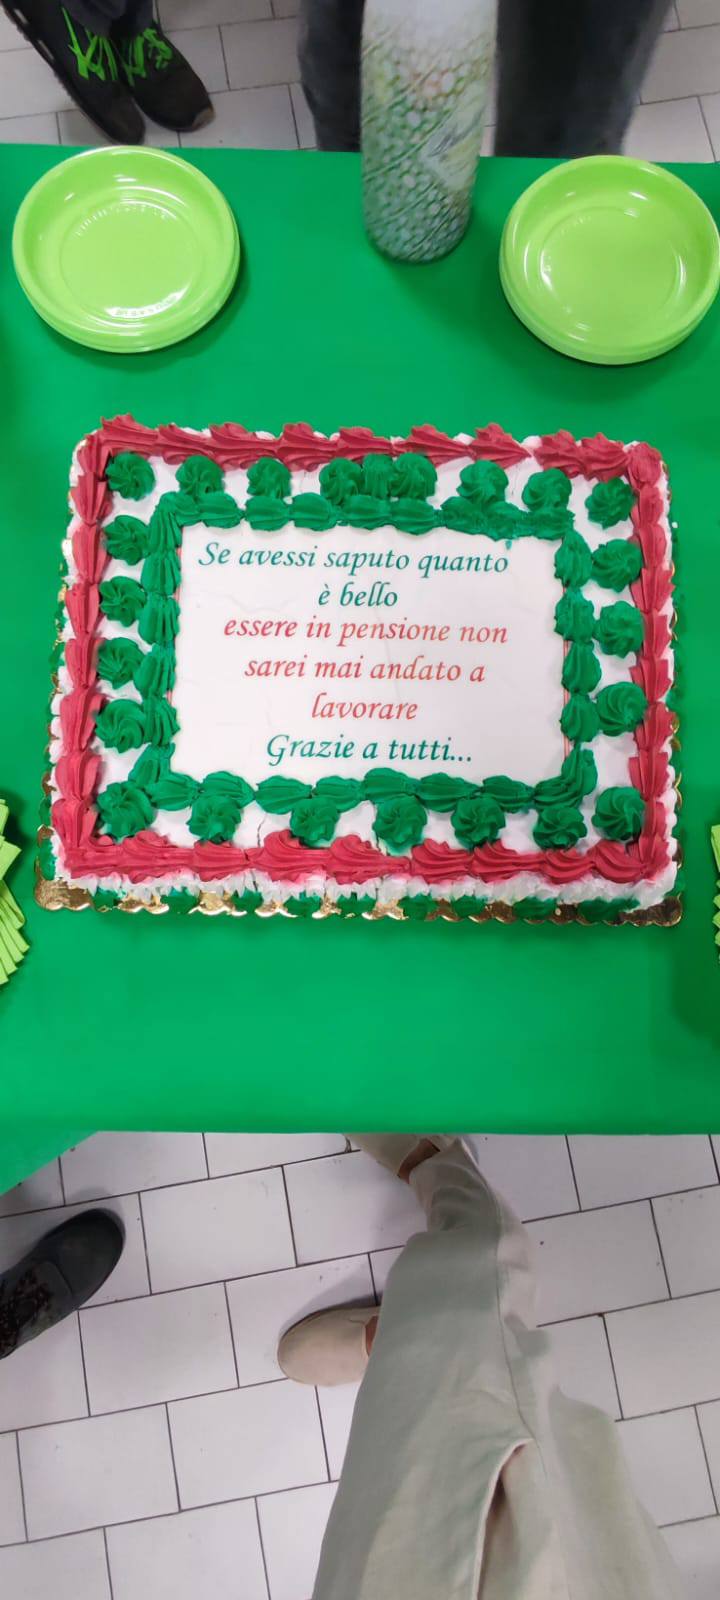 Se avessi saputo quanto
è bello
essere in pensione non
sarei mai andato a
lavorare
Grazie a tutti...